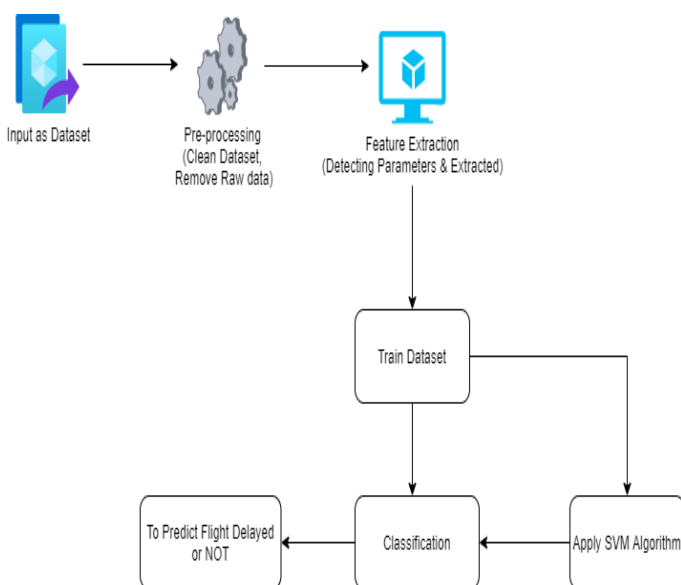 Input as Dataset
Pre-processing
(Clean Dataset,
Remove Raw data)
Feature Extraction
(Detecting Parameters & Extracted)
Train Dataset
To Predict Flight Delayed
or NOT
Classification
Apply SVM Algorithm